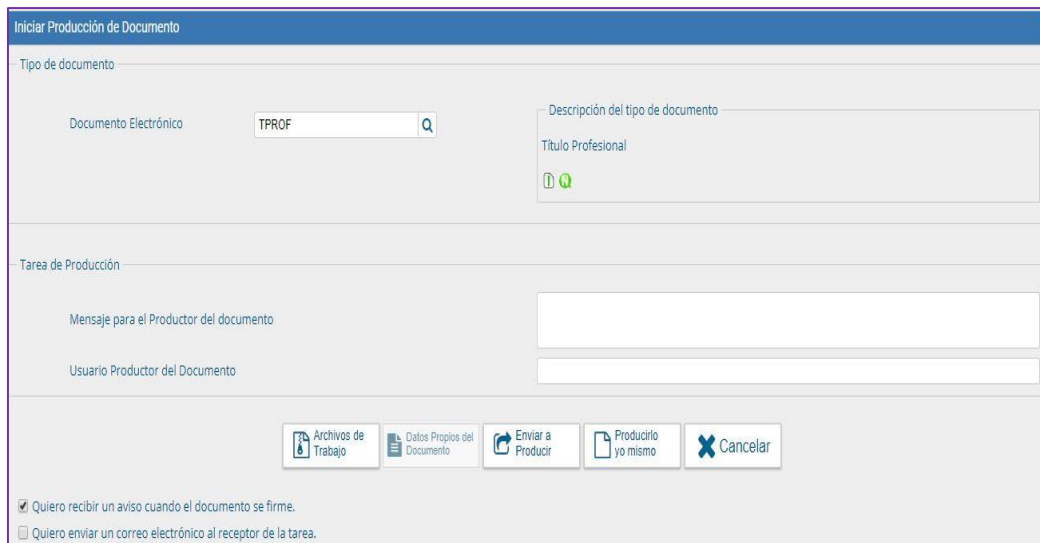 Iniciar Producción de Documento
Tipo de documento
Documento Electrónico
TPROF
Descripción del tipo de documento
Título Profesional
Tarea de Producción
Mensaje para el Productor del documento
Usuario Productor del Documento
Archivos de
Trabajo
Datos Propios del
Documento
Enviar a
Producir
Producirlo
yo mismo
Cancelar
Quiero recibir un aviso cuando el documento se firme.
Quiero enviar un correo electrónico al receptor de la tarea.